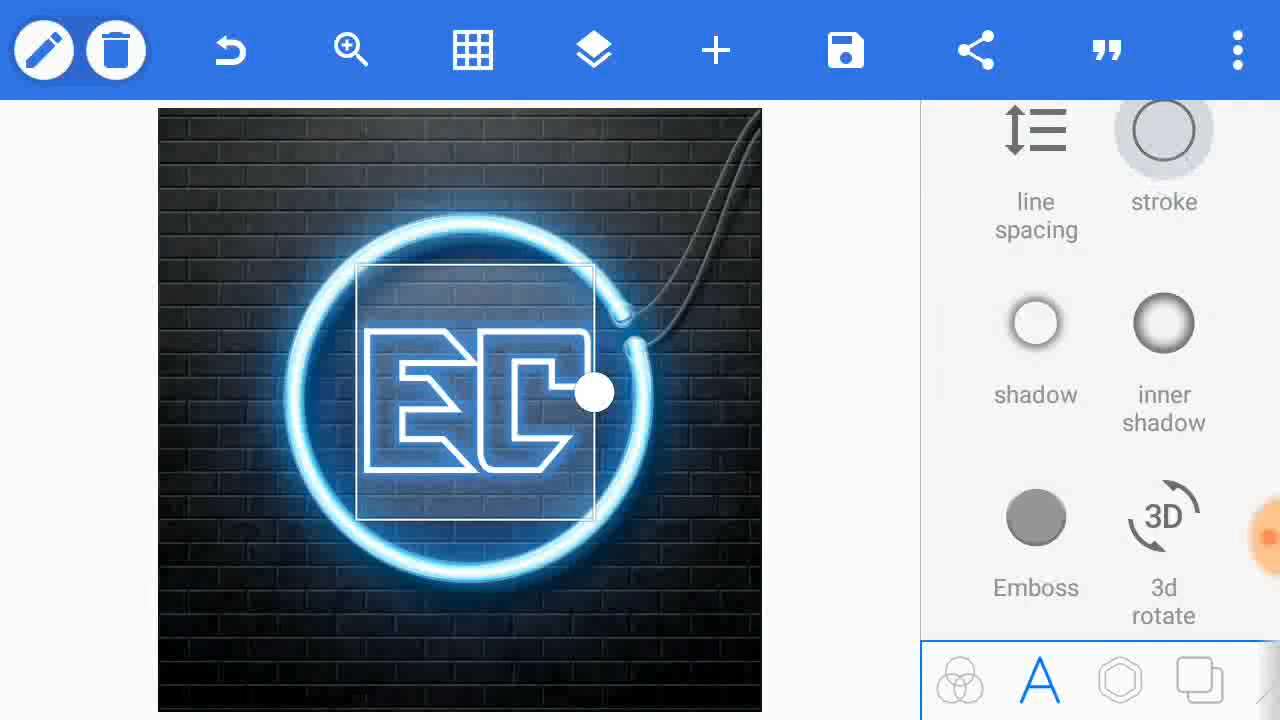 line
spacing
stroke
EC
shadow
inner
shadow
Emboss
3D
3d
rotate
A